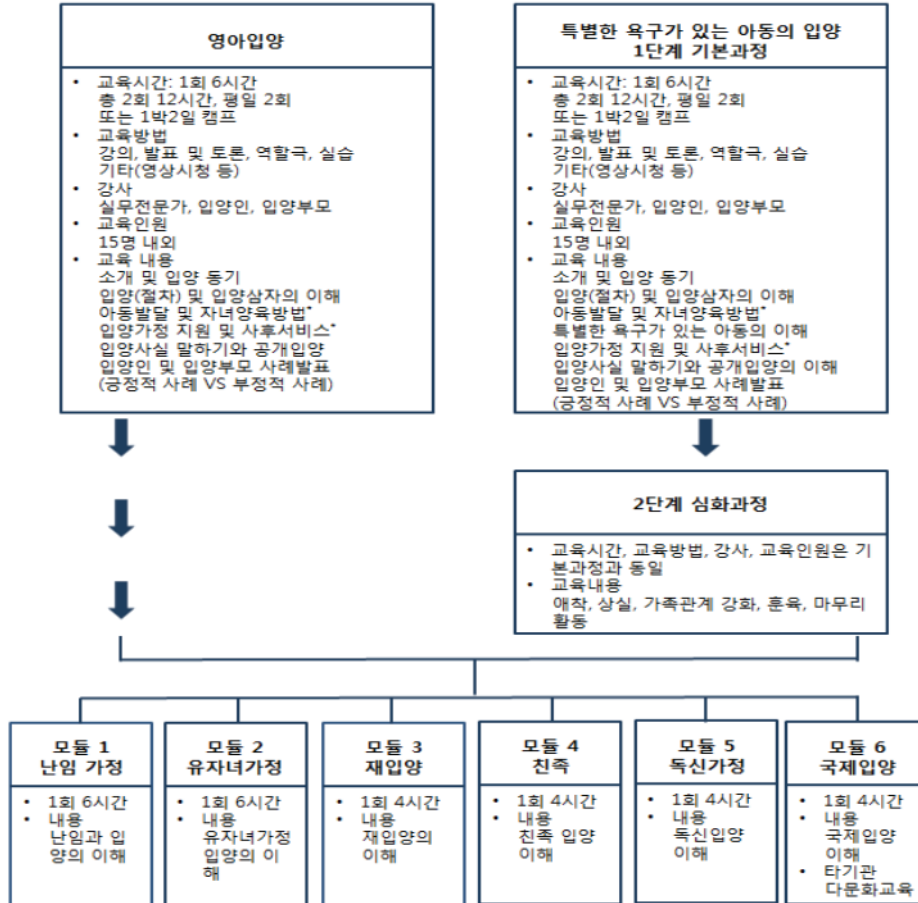 영아입양
• 교육시간: 1회 6시간
총 2회 12시간, 평일 2회
또는 1박2일 캠프
• 교육방법
강의, 발표 및 토론, 역할극, 실습
기타(영상시청 등)
• 강사
실무전문가, 입양인, 입양부모
• 교육인원
15명 내외
• 교육 내용
소개 및 입양 동기
입양(절차) 및 입양삼자의 이해
아동발달 및 자녀양육방법*
입양가정 지원 및 사후서비스*
입양사실 말하기와 공개입양
입양인 및 입양부모 사례발표
(긍정적 사례 VS 부정적 사례)
특별한 욕구가 있는 아동의 입양
1단계 기본과정
• 교육시간: 1회 6시간
총 2회 12시간, 평일 2회
또는 1박2일 캠프
• 교육방법
강의, 발표 및 토론, 역할극, 실습
기타(영상시청 등)
• 강사
실무전문가, 입양인, 입양부모
• 교육인원
15명 내외
• 교육 내용
소개 및 입양 동기
입양(절차) 및 입양삼자의 이해
아동발달 및 자녀양육방법*
특별한 욕구가 있는 아동의 이해
입양가정 지원 및 사후서비스*
입양사실 말하기와 공개입양의 이해
입양인 및 입양부모 사례발표
(긍정적 사례 VS 부정적 사례)
2단계 심화과정
• 교육시간, 교육방법, 강사, 교육인원은 기
본과정과 동일
• 교육내용
애착, 상실, 가족관계 강화, 훈육, 마무리
활동
모듈 1
난임 가정
• 1회 6시간
• 내용
난임과 입
양의 이해
모듈 2
유자녀가정
• 1회 6시간
• 내용
유자녀가정
입양의 이
해
모듈 3
재입양
• 1회 4시간
• 내용
재입양의
이해
모듈 4
친족
• 1회 4시간
• 내용
친족 입양
이해
모듈 5
독신가정
• 1회 4시간
• 내용
독신입양
이해
모듈 6
국제입양
• 1회 4시간
• 내용
국제입양
이해
• 타기관
다문화교육